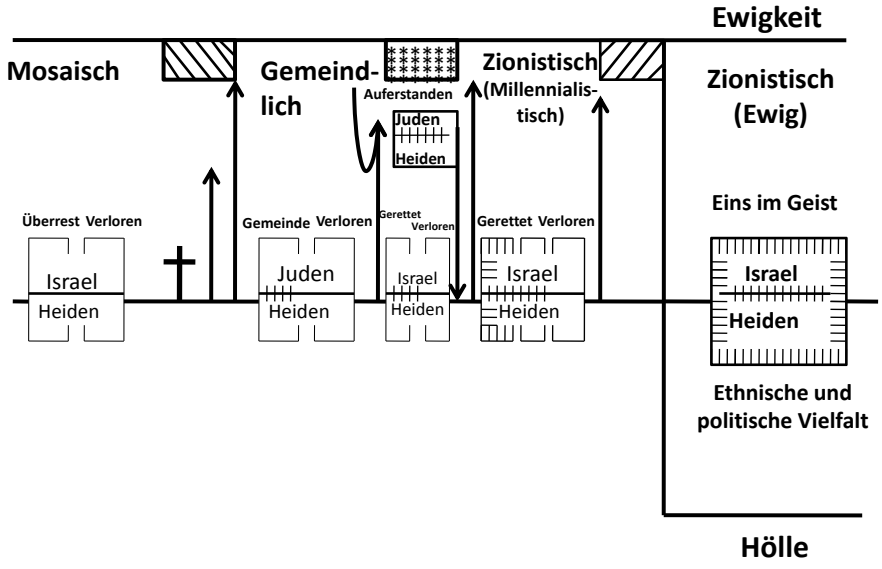 Ewigkeit
Mosaisch
Gemeind-
lich
Auferstanden
Juden
Heiden
Zionistisch
(Millennialis-
tisch)
Zionistisch
(Ewig)
Überrest Verloren
Israel
Heiden
Gemeinde Verloren
Juden
Heiden
Gerettet
Verloren
Israel
Heiden
Gerettet Verloren
Israel
Heiden
Eins im Geist
Israel
Heiden
Ethnische und
politische Vielfalt
Hölle